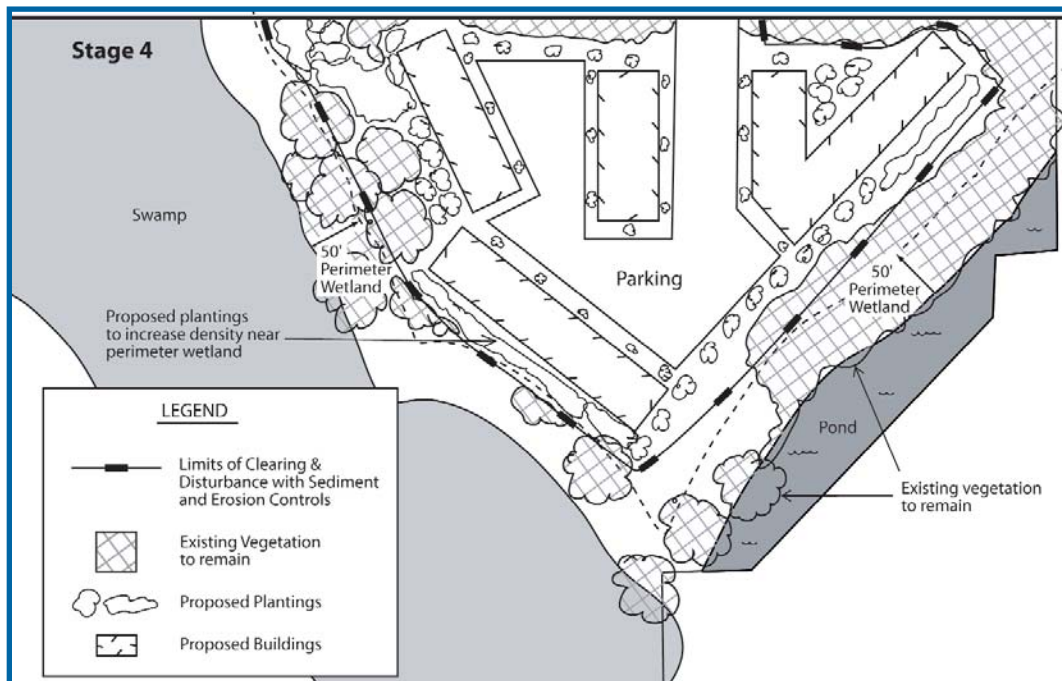 Stage 4
Swamp
50'
Perimeter
Wetland
Parking
50'
Perimeter
Wetland
Proposed plantings
to increase density near
perimeter wetland
Pond
Existing vegetation
to remain
LEGEND
Limits of Clearing &
Disturbance with Sediment
and Erosion Controls
Existing Vegetation
to remain
Proposed Plantings
Proposed Buildings